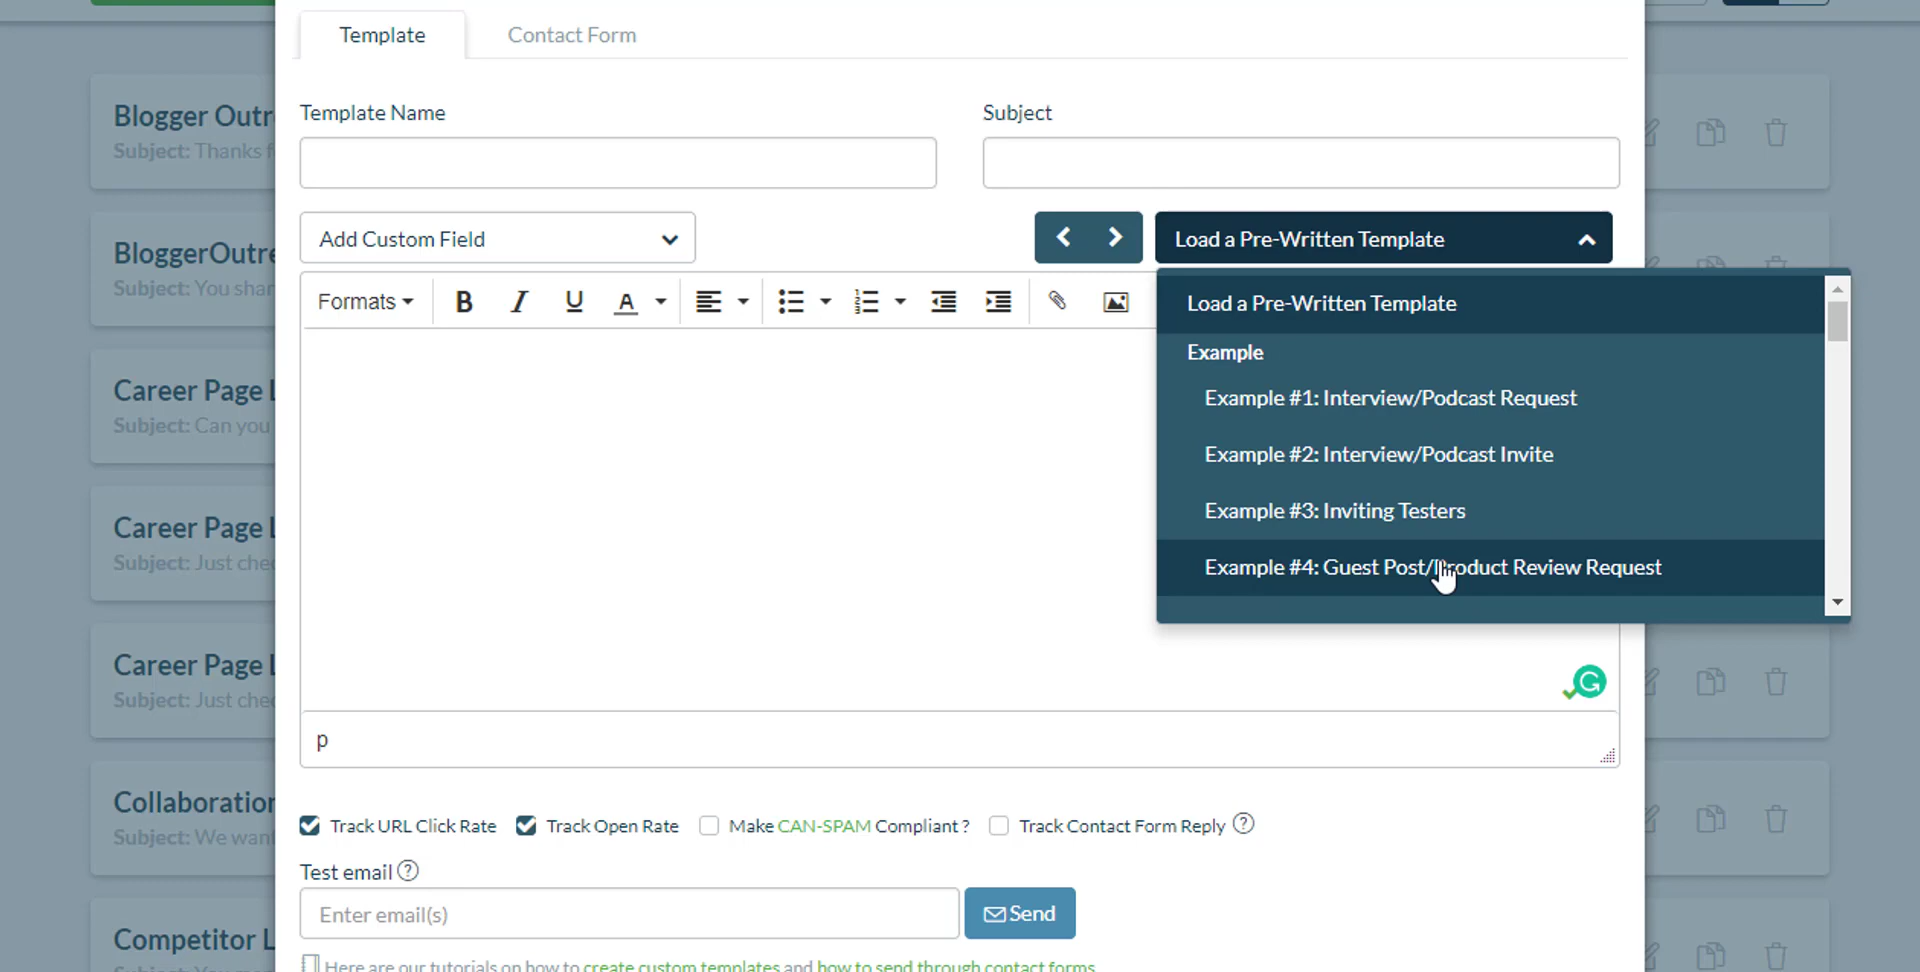 Template
Contact Form
Template Name
Subject
Add Custom Field
Load a Pre-Written Template
Formats
B I U A
Load a Pre-Written Template
Example
Example #1: Interview/Podcast Request
Example #2: Interview/Podcast Invite
Example #3: Inviting Testers
Example #4: Guest Post/Product Review Request
p
Track URL Click Rate
Track Open Rate
Make CAN-SPAM Compliant ?
Track Contact Form Reply ?
Test email ?
Enter email(s)
Send
Here are our tutorials on how to create custom templates and how to send through contact forms
Blogger Outr
Subject: Thanks f
BloggerOutre
Subject: You shar
Career Page L
Subject: Can you
Career Page L
Subject: Just chec
Career Page L
Subject: Just chec
Collaboration
Subject: We want
Competitor L